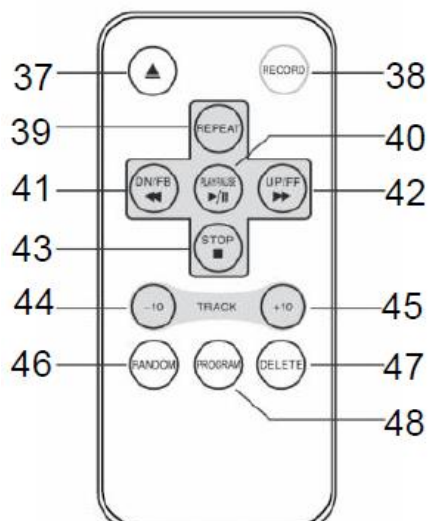 37 RECORD 38
39 REPEAT 40
41 DN/FB PLAY/PAUSE UP/FF 42
43 STOP
44 -10 TRACK +10 45
46 RANDOM PROGRAM DELETE 47
48